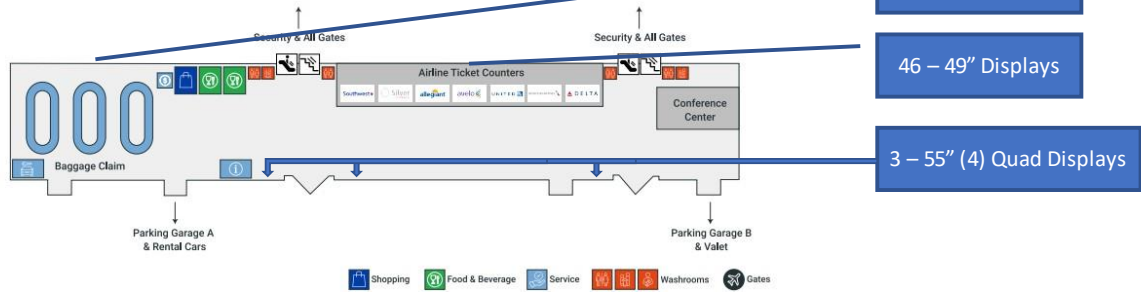 Security & All Gates
Security & All Gates
46 – 49” Displays
Airline Ticket Counters
Southwest
Silver
allegiant
avelo
UNITED
DELTA
Conference
Center
3 – 55” (4) Quad Displays
Baggage Claim
Parking Garage A
& Rental Cars
Parking Garage B
& Valet
Shopping
Food & Beverage
Service
Washrooms
Gates